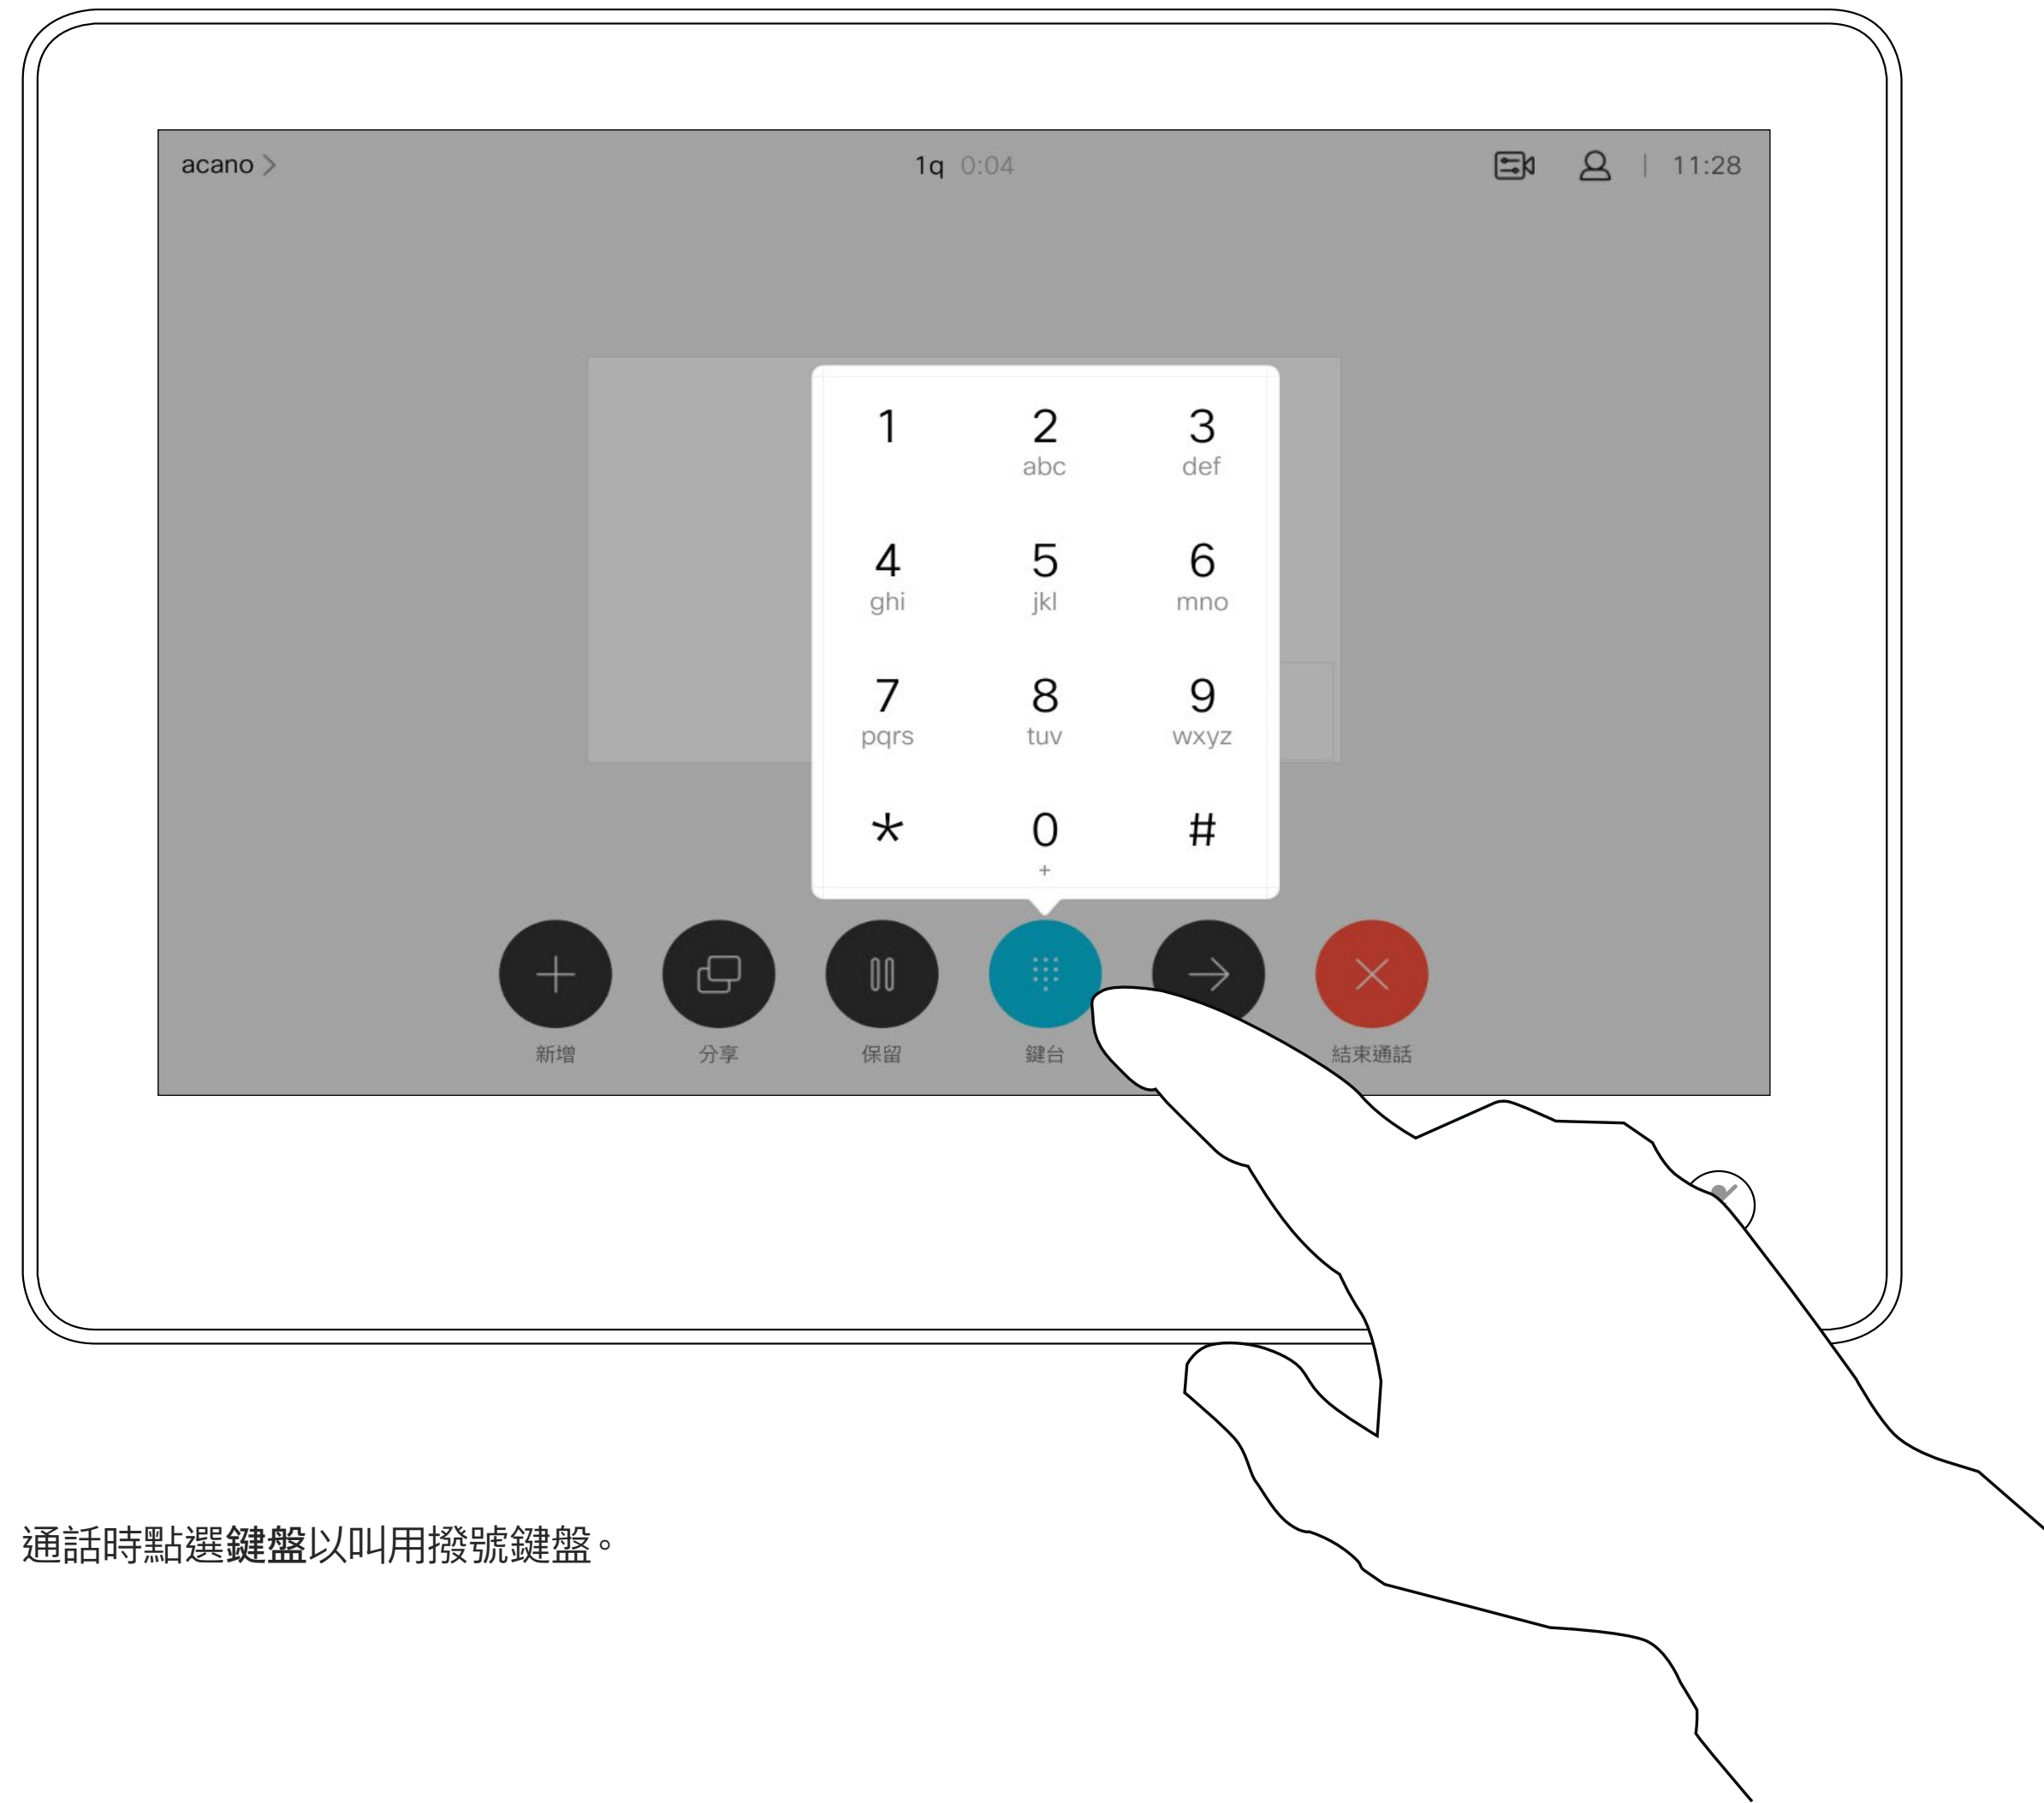 acano
1q 0:04
11:28
1 2 3
abc def
4 5 6
ghi jkl mno
7 8 9
pqrs tuv wxyz
* 0 #
+
新增 分享 保留 鍵台 結束通話
通話時點選鍵盤以叫用撥號鍵盤。